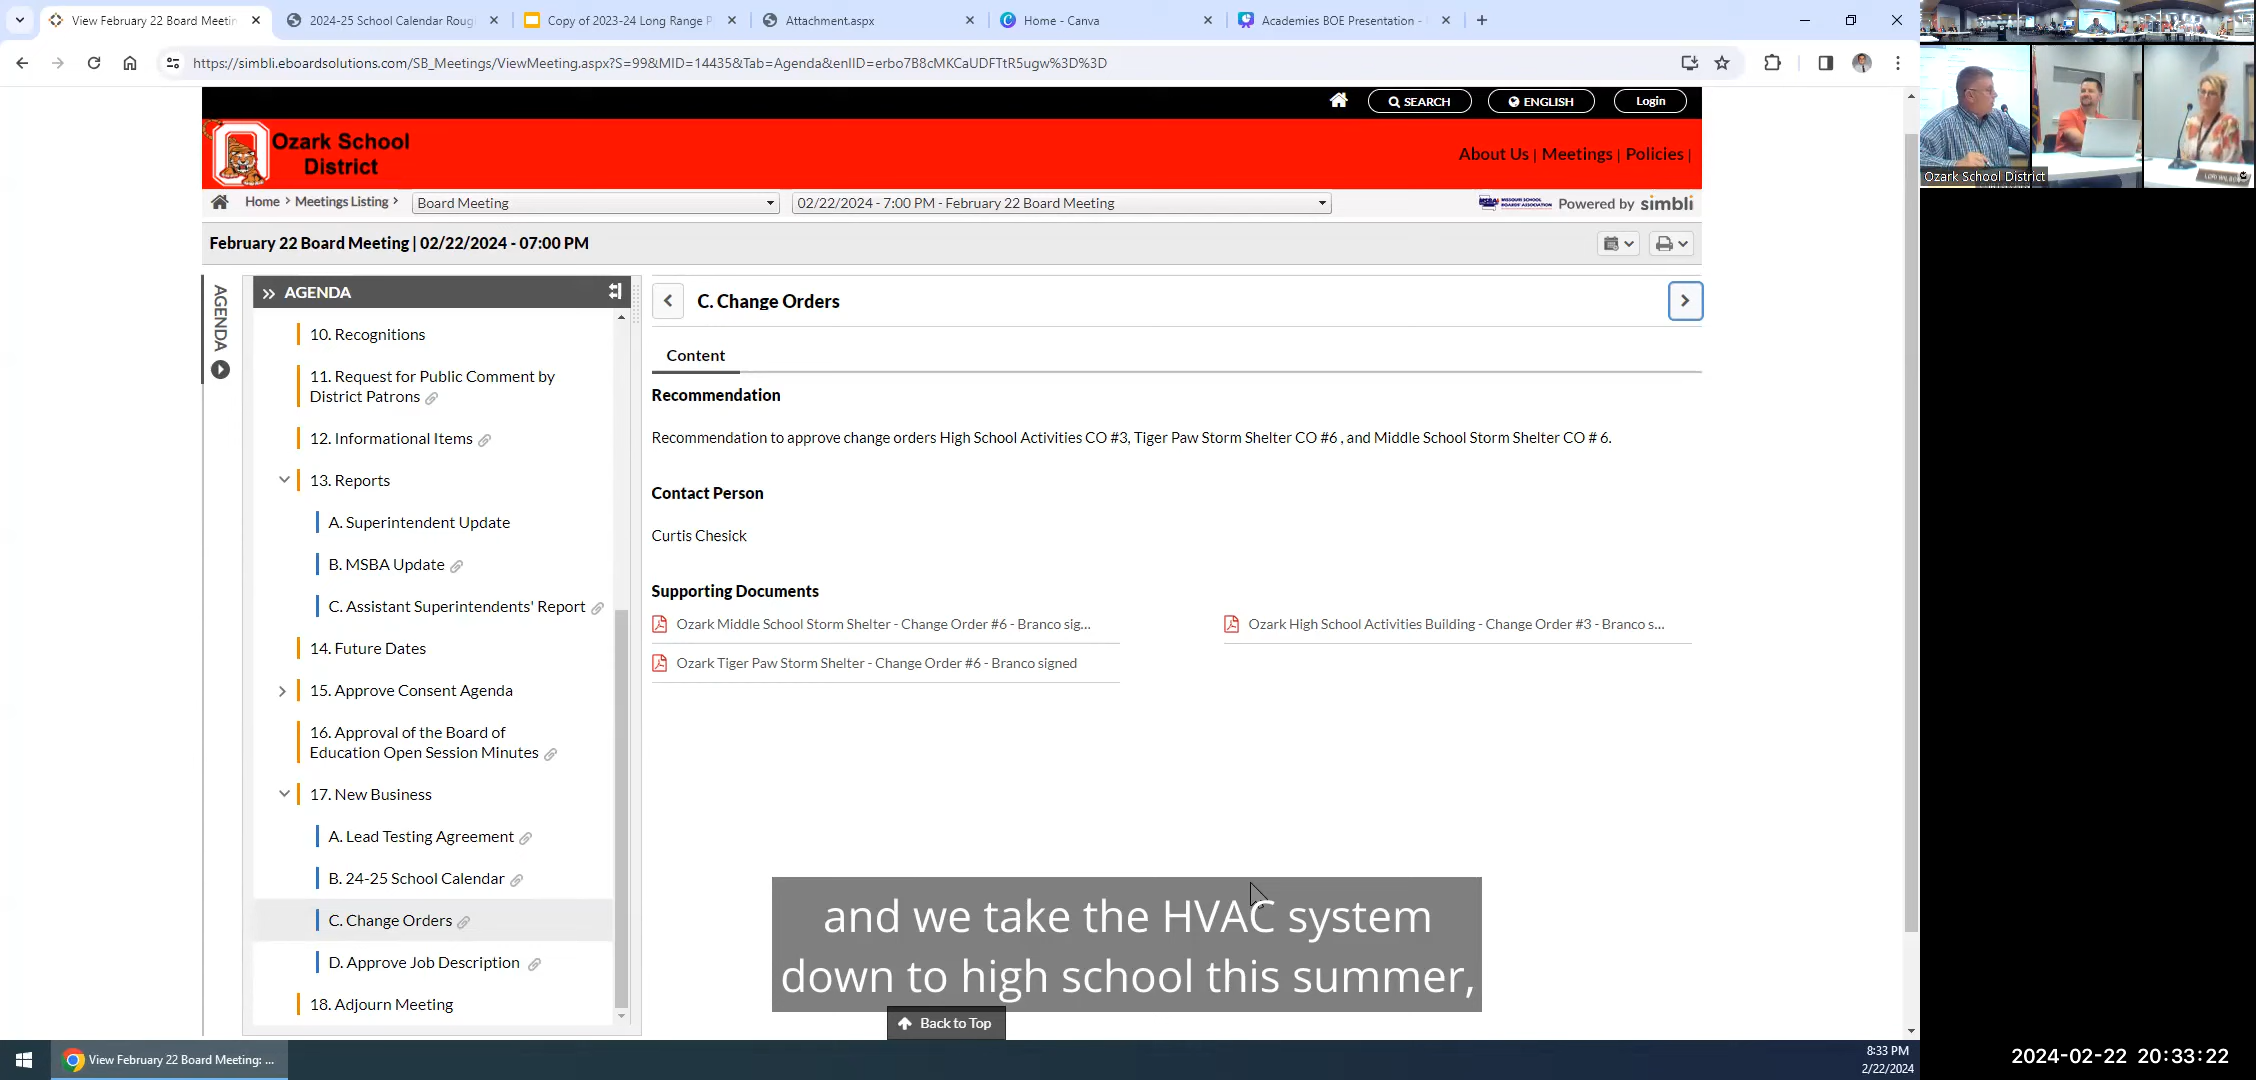 View February 22 Board Meetin
2024-25 School Calendar Roug
Copy of 2023-24 Long Range P
Attachment.aspx
Home - Canva
Academies BOE Presentation -
https://simbli.eboardsolutions.com/SB_Meetings/ViewMeeting.aspx?S=99&MID=14435&Tab=Agenda&enIID=erbo7B8cMKCaUDFTtR5ugw%3D%3D
SEARCH
ENGLISH
Login
Ozark School
District
About Us | Meetings | Policies |
Home > Meetings Listing >
Board Meeting
02/22/2024 - 7:00 PM - February 22 Board Meeting
Powered by simbli
February 22 Board Meeting | 02/22/2024 - 07:00 PM
AGENDA
AGENDA
10. Recognitions
11. Request for Public Comment by
District Patrons
12. Informational Items
13. Reports
A. Superintendent Update
B. MSBA Update
C. Assistant Superintendents' Report
14. Future Dates
15. Approve Consent Agenda
16. Approval of the Board of
Education Open Session Minutes
17. New Business
A. Lead Testing Agreement
B. 24-25 School Calendar
C. Change Orders
D. Approve Job Description
18. Adjourn Meeting
C. Change Orders
Content
Recommendation
Recommendation to approve change orders High School Activities CO #3, Tiger Paw Storm Shelter CO #6 , and Middle School Storm Shelter CO # 6.
Contact Person
Curtis Chesick
Supporting Documents
Ozark Middle School Storm Shelter - Change Order #6 - Branco sig...
Ozark High School Activities Building - Change Order #3 - Branco s...
Ozark Tiger Paw Storm Shelter - Change Order #6 - Branco signed
and we take the HVAC system
down to high school this summer,
Back to Top
View February 22 Board Meeting: ...
8:33 PM
2/22/2024
Ozark School District
2024-02-22 20:33:22